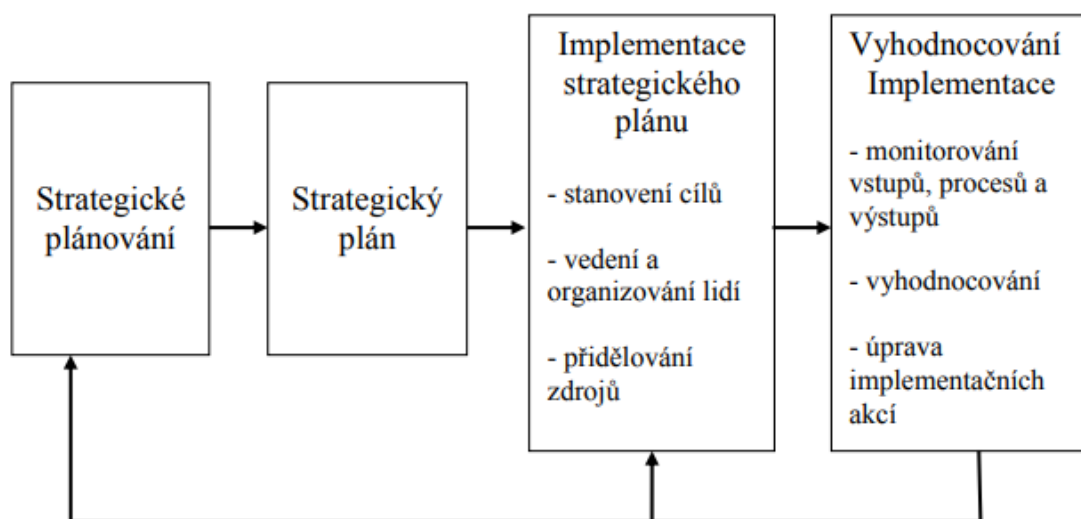 Strategické
plánování
Strategický
plán
Implementace
strategického
plánu
- stanovení cílů
- vedení a
organizování lidí
- přidělování
zdrojů
Vyhodnocování
Implementace
- monitorování
vstupů, procesů a
výstupů
- vyhodnocování
- úprava
implementačních
akcí